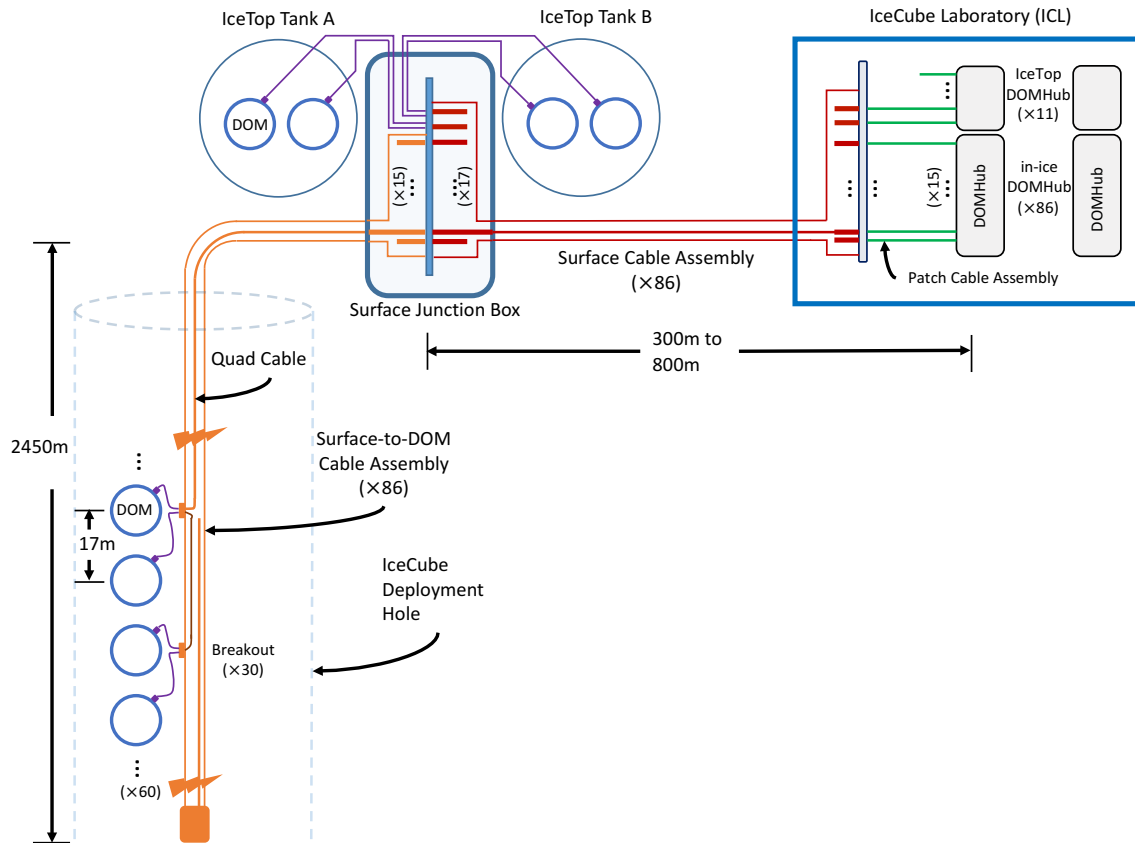 IceTop Tank A
IceTop Tank B
IceCube Laboratory (ICL)
DOM
IceTop
DOMHub
(×11)
(×15)
(×17)
(×15)
DOMHub
in-ice
DOMHub
(×86)
DOMHub
Surface Cable Assembly
(×86)
Patch Cable Assembly
Surface Junction Box
300m to
800m
Quad Cable
2450m
Surface-to-DOM
Cable Assembly
(×86)
DOM
17m
IceCube
Deployment
Hole
Breakout
(×30)
(×60)